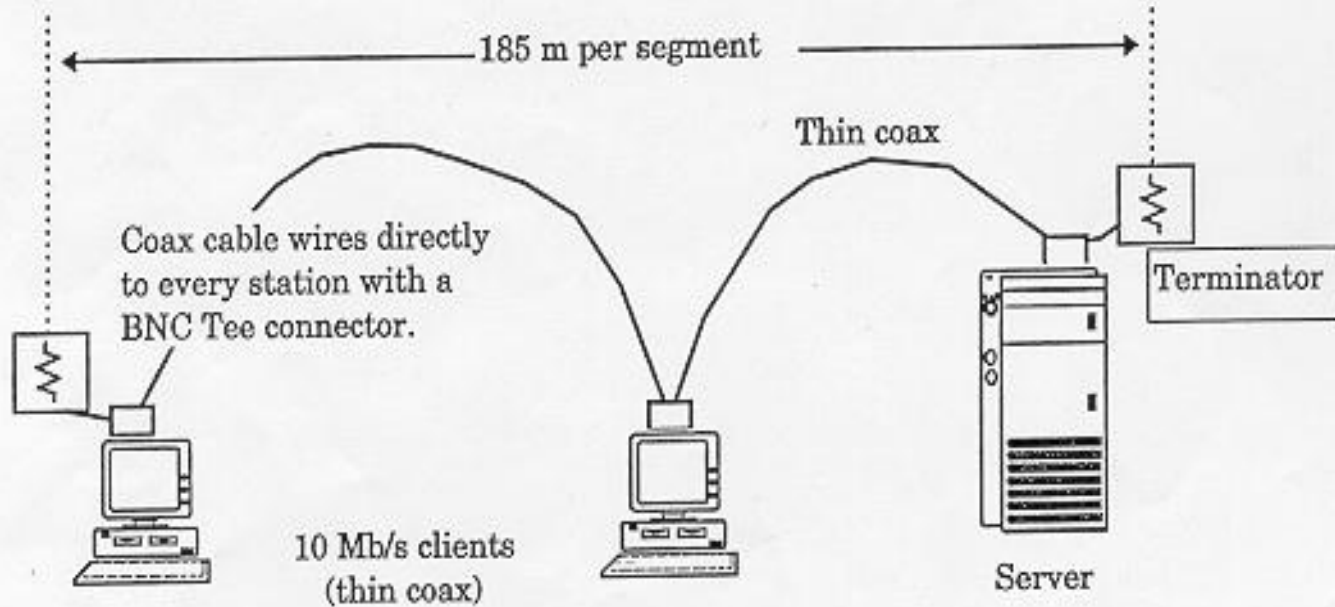 185 m per segment
Thin coax
Coax cable wires directly
to every station with a
BNC Tee connector.
Terminator
10 Mb/s clients
(thin coax)
Server